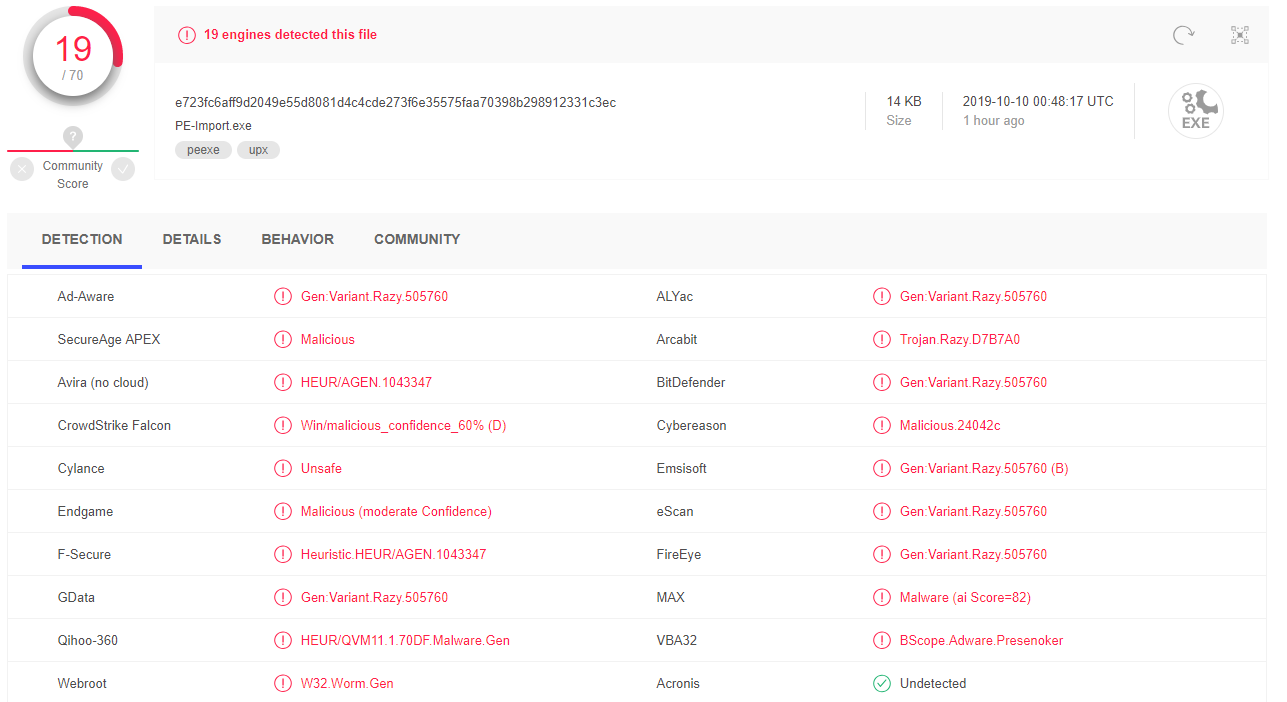 19
/ 70
?
Community
Score
19 engines detected this file
e723fc6aff9d2049e55d8081d4c4cde273f6e35575faa70398b298912331c3ec
PE-Import.exe
peexe upx
14 KB
Size
2019-10-10 00:48:17 UTC
1 hour ago
EXE
DETECTION DETAILS BEHAVIOR COMMUNITY
Ad-Aware Gen:Variant.Razy.505760 ALYac Gen:Variant.Razy.505760
SecureAge APEX Malicious Arcabit Trojan.Razy.D7B7A0
Avira (no cloud) HEUR/AGEN.1043347 BitDefender Gen:Variant.Razy.505760
CrowdStrike Falcon Win/malicious_confidence_60% (D) Cybereason Malicious.24042c
Cylance Unsafe Emsisoft Gen:Variant.Razy.505760 (B)
Endgame Malicious (moderate Confidence) eScan Gen:Variant.Razy.505760
F-Secure Heuristic.HEUR/AGEN.1043347 FireEye Gen:Variant.Razy.505760
GData Gen:Variant.Razy.505760 MAX Malware (ai Score=82)
Qihoo-360 HEUR/QVM11.1.70DF.Malware.Gen VBA32 BScope.Adware.Presenoker
Webroot W32.Worm.Gen Acronis Undetected